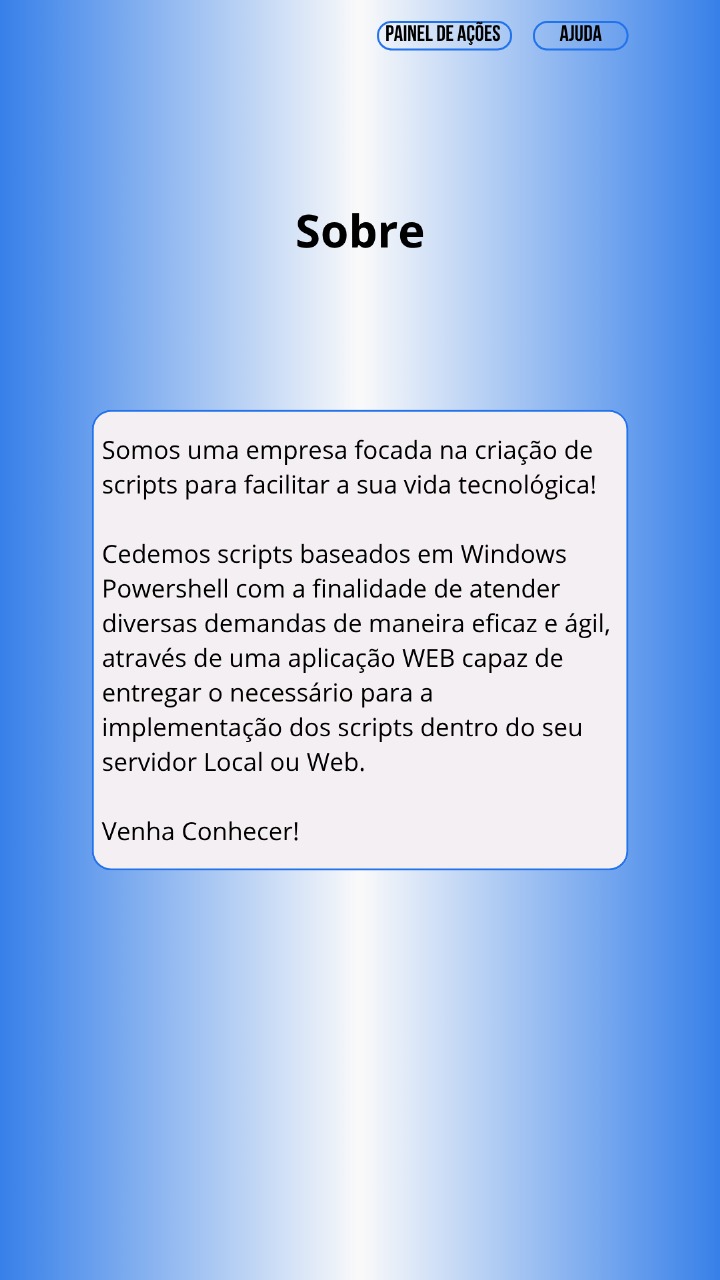 PAINEL DE AÇÕES
AJUDA
Sobre
Somos uma empresa focada na criação de
scripts para facilitar a sua vida tecnológica!
Cedemos scripts baseados em Windows
Powershell com a finalidade de atender
diversas demandas de maneira eficaz e ágil,
através de uma aplicação WEB capaz de
entregar o necessário para a
implementação dos scripts dentro do seu
servidor Local ou Web.
Venha Conhecer!